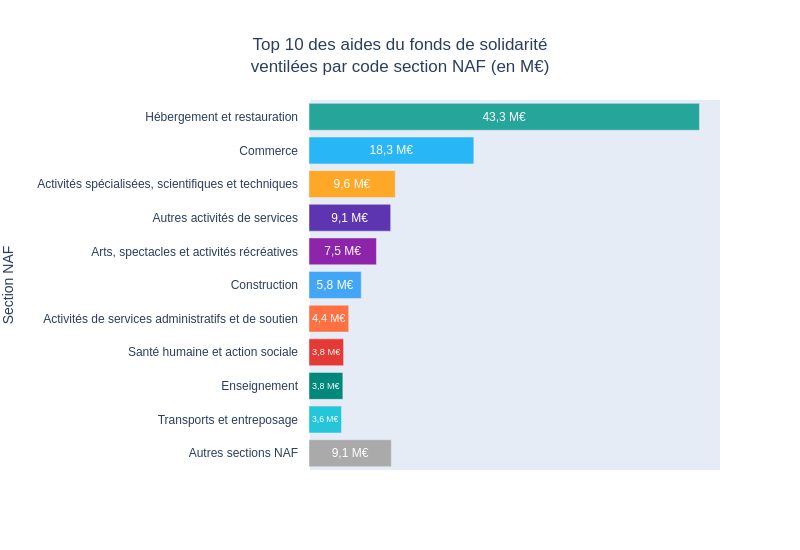 Top 10 des aides du fonds de solidarité
ventilées par code section NAF (en M€)
Section NAF
Hébergement et restauration 43,3 M€
Commerce 18,3 M€
Activités spécialisées, scientifiques et techniques 9,6 M€
Autres activités de services 9,1 M€
Arts, spectacles et activités récréatives 7,5 M€
Construction 5,8 M€
Activités de services administratifs et de soutien 4,4 M€
Santé humaine et action sociale 3,8 M€
Enseignement 3,8 M€
Transports et entreposage 3,6 M€
Autres sections NAF 9,1 M€